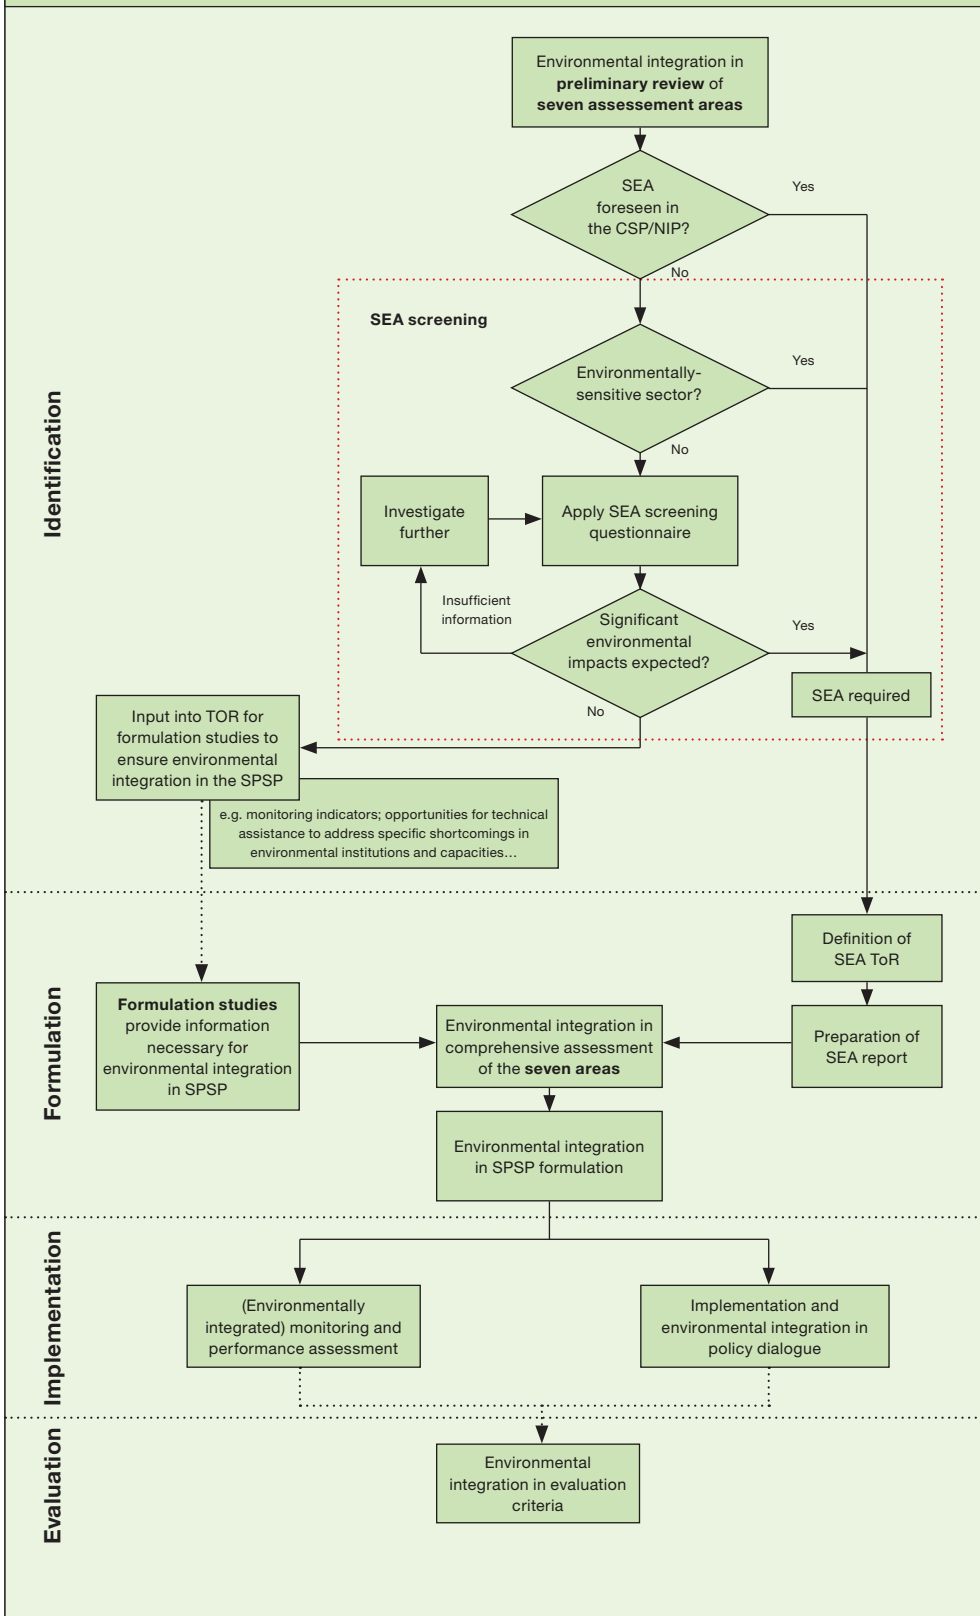 Environmental integration in
preliminary review of
seven assessement areas
SEA
foreseen in
the CSP/NIP?
Yes
No
SEA screening
Environmentally-
sensitive sector?
Yes
No
Identification
Investigate
further
Apply SEA screening
questionnaire
Insufficient
information
Significant
environmental
impacts expected?
Yes
No
SEA required
Input into TOR for
formulation studies to
ensure environmental
integration in the SPSP
e.g. monitoring indicators; opportunities for technical
assistance to address specific shortcomings in
environmental institutions and capacities…
Formulation
Definition of
SEA ToR
Formulation studies
provide information
necessary for
environmental integration
in SPSP
Environmental integration in
comprehensive assessment
of the seven areas
Preparation of
SEA report
Environmental integration
in SPSP formulation
Implementation
(Environmentally
integrated) monitoring and
performance assessment
Implementation and
environmental integration in
policy dialogue
Evaluation
Environmental
integration in evaluation
criteria